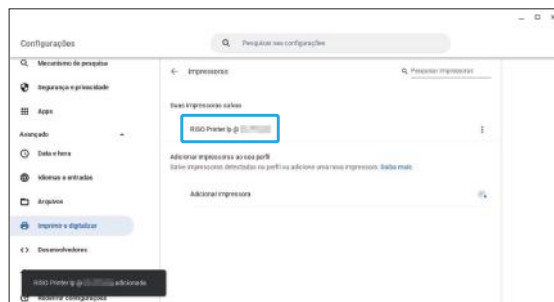 Configurações
Pesquisar nas configurações
Mecanismo de pesquisa
Segurança e privacidade
Apps
Avançado
Data e hora
Idiomas e entradas
Arquivos
Imprimir e digitalizar
Desenvolvedores
Redefinir configurações
Impressoras
Pesquisar impressoras
Suas impressoras salvas
RISO Printer lp @
Adicionar impressoras ao seu perfil
Salve impressoras detectadas no perfil ou adicione uma nova impressora. Saiba mais
Adicionar impressora
RISO Printer lp @ adicionada